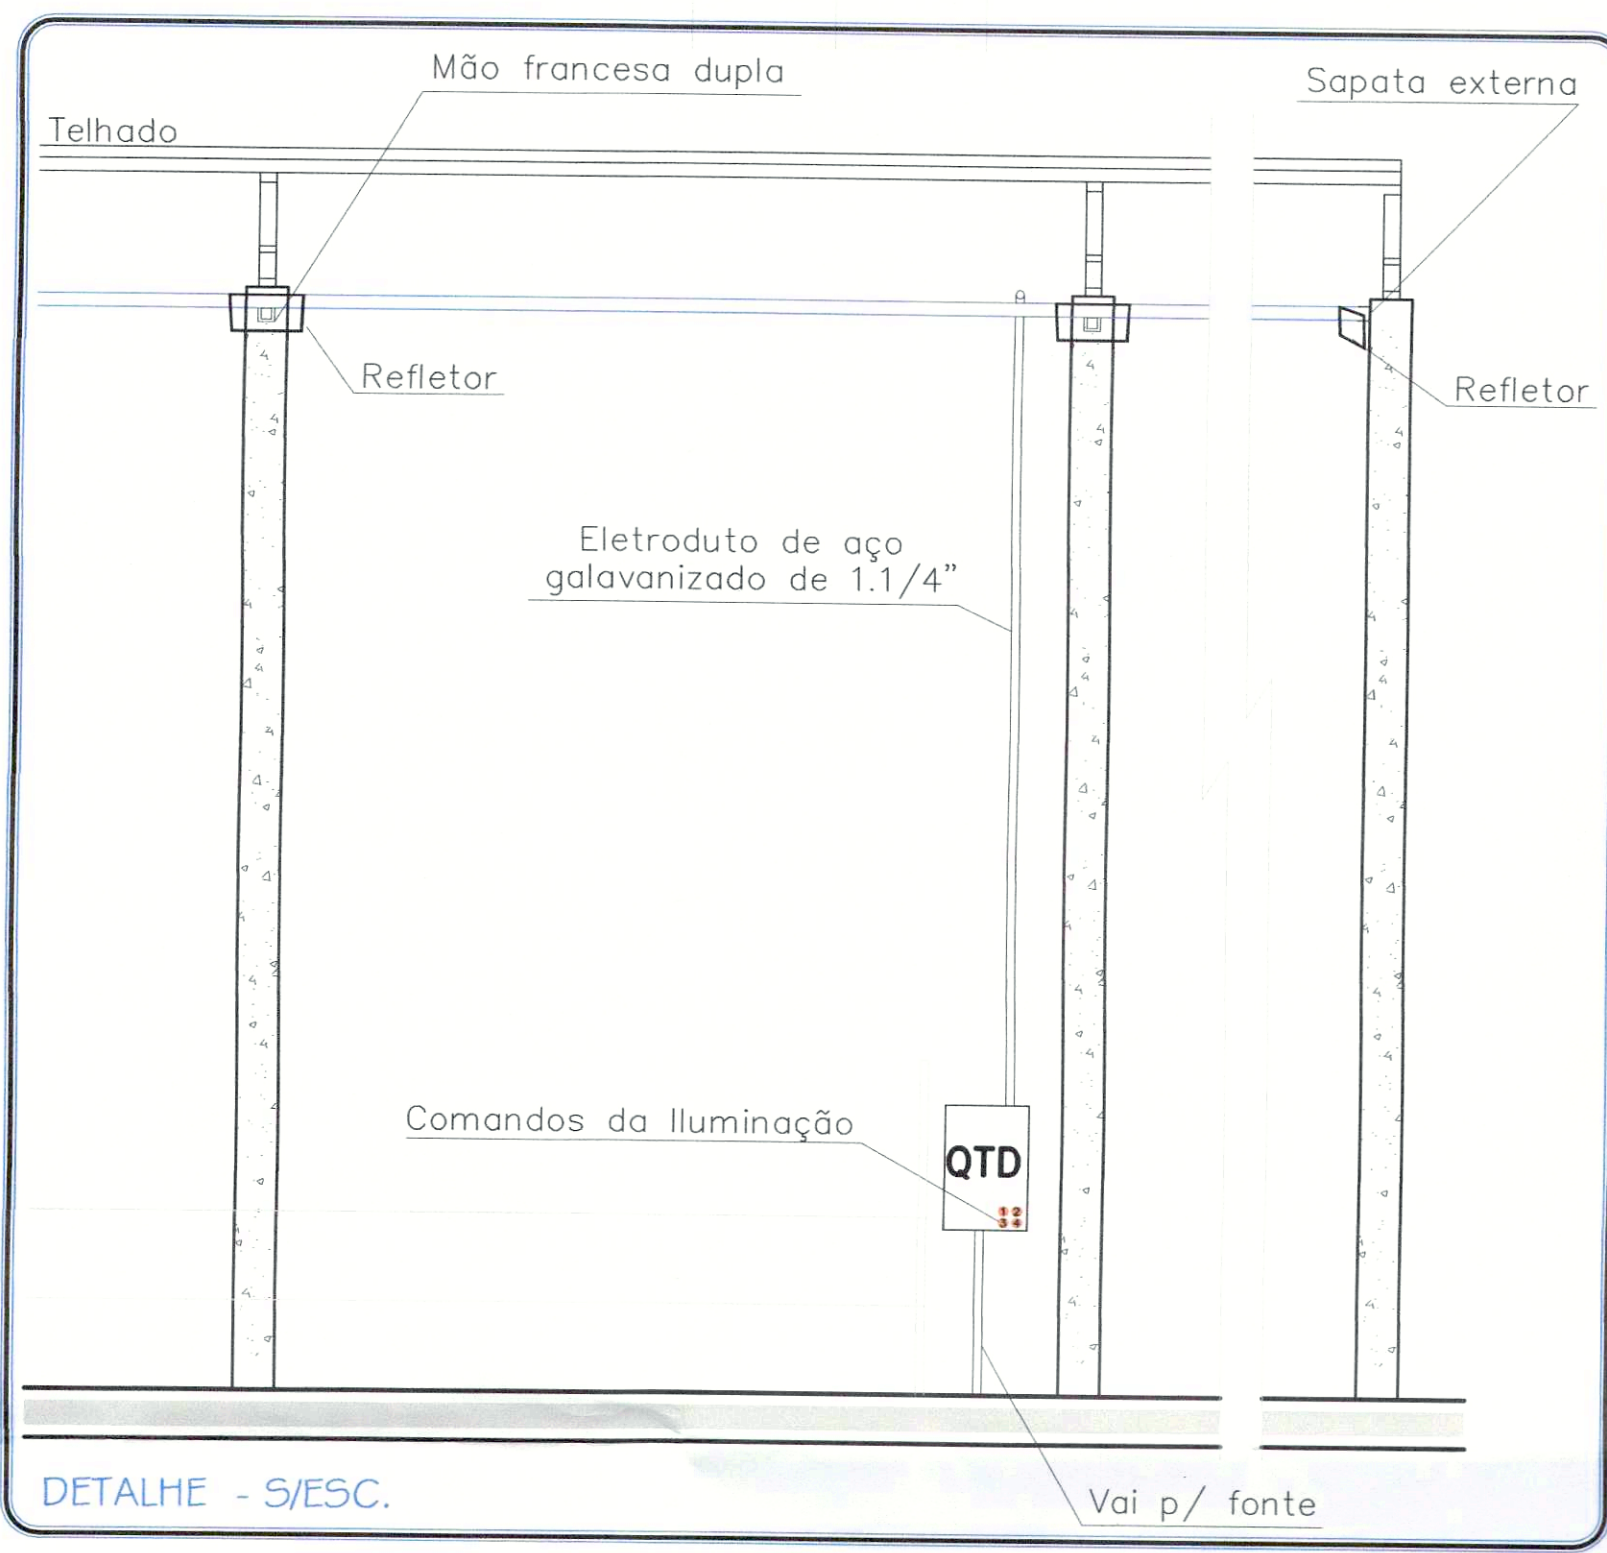 Mão francesa dupla
Sapata externa
Telhado
Refletor
Refletor
Eletroduto de aço
galavanizado de 1.1/4”
Comandos da Iluminação
QTD
1 2
3 4
DETALHE - S/ESC.
Vai p/ fonte